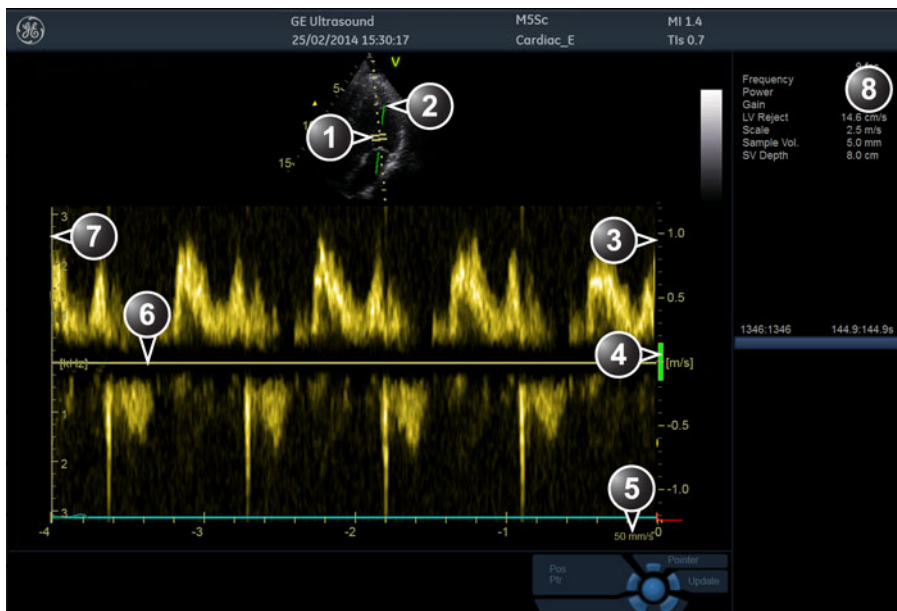 GE Ultrasound
25/02/2014 15:30:17
M5Sc
Cardiac_E
MI 1.4
TIs 0.7
V
5
10
15
1
2
8
Frequency
Power
Gain
LV Reject 14.6 cm/s
Scale 2.5 m/s
Sample Vol. 5.0 mm
SV Depth 8.0 cm
3
7
3
1.0
2
0.5
6
4
[kHz]
[m/s]
1346:1346 144.9:144.9s
1
-0.5
2
5
-1.0
3
-4
-3
-2
-1
-0
50 mm/s
Pos
Ptr
Pointer
Update